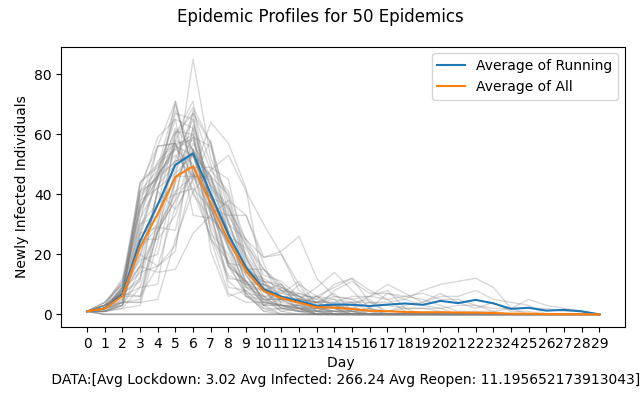 Epidemic Profiles for 50 Epidemics
Average of Running
Average of All
Newly Infected Individuals
80
60
40
20
0
0 1 2 3 4 5 6 7 8 9 10 11 12 13 14 15 16 17 18 19 20 21 22 23 24 25 26 27 28 29
Day
DATA:[Avg Lockdown: 3.02 Avg Infected: 266.24 Avg Reopen: 11.195652173913043]